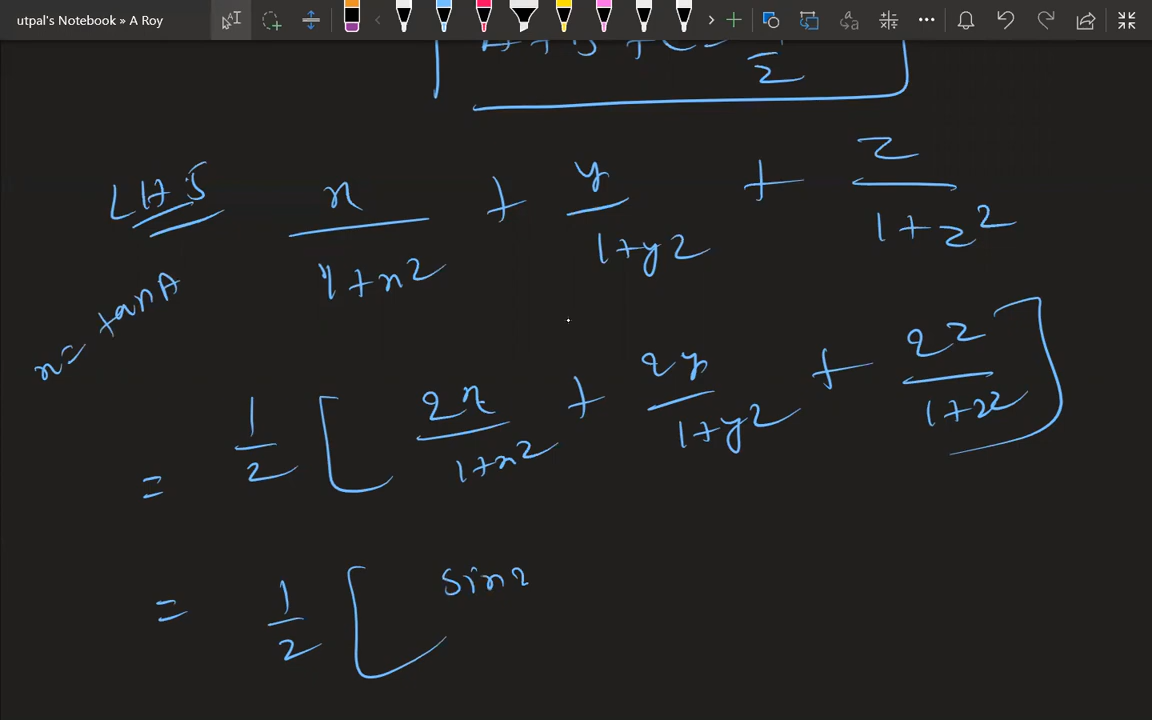 utpal's Notebook » A Roy
A + B + C = π/2
LHS x/(1+x2) + y/(1+y2) + z/(1+z2)
x = tanA
= 1/2 [ 2x/(1+x2) + 2y/(1+y2) + 2z/(1+z2) ]
= 1/2 [ sin2